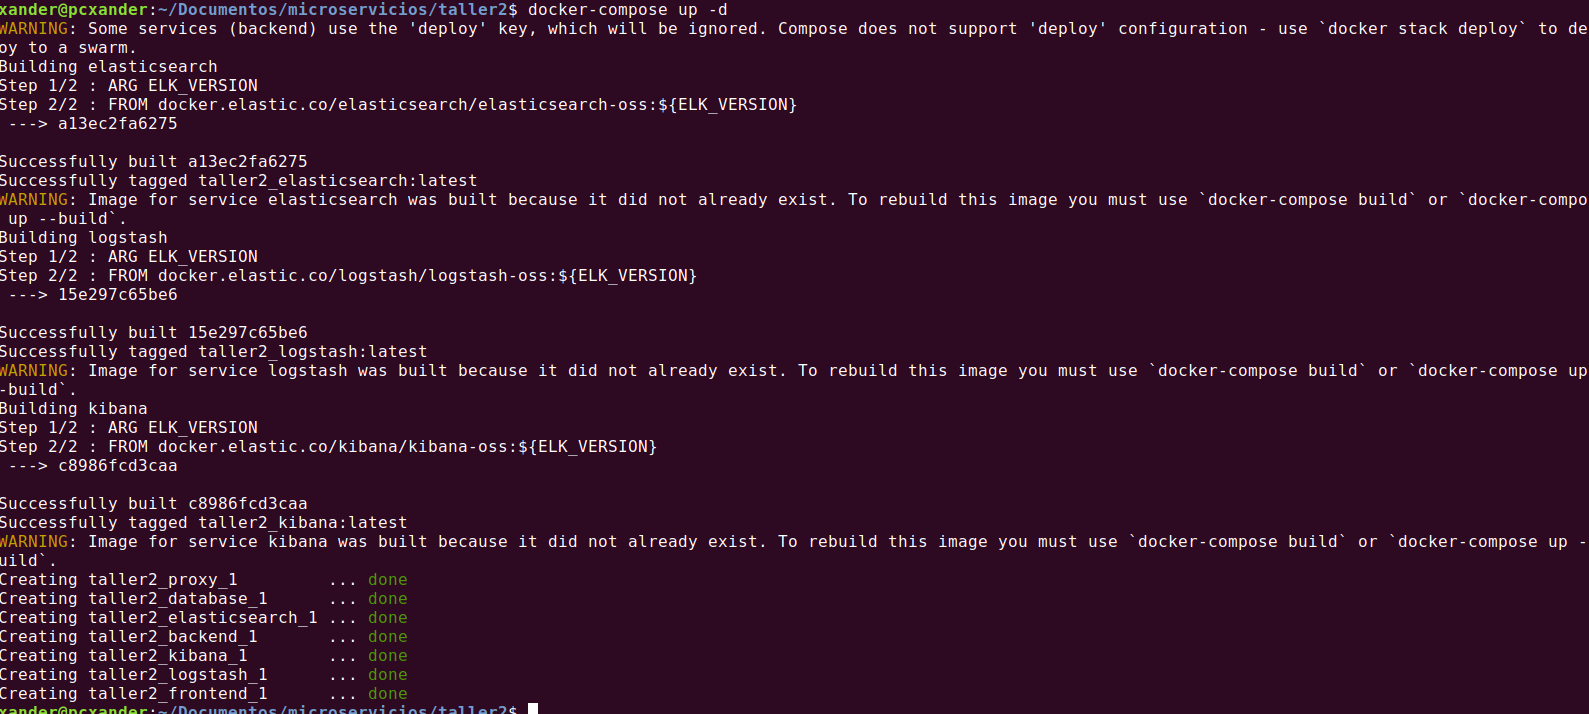 xander@pcxander:~/Documentos/microservicios/taller2$ docker-compose up -d
WARNING: Some services (backend) use the 'deploy' key, which will be ignored. Compose does not support 'deploy' configuration - use `docker stack deploy` to de
oy to a swarm.
Building elasticsearch
Step 1/2 : ARG ELK_VERSION
Step 2/2 : FROM docker.elastic.co/elasticsearch/elasticsearch-oss:${ELK_VERSION}
 ---> a13ec2fa6275
Successfully built a13ec2fa6275
Successfully tagged taller2_elasticsearch:latest
WARNING: Image for service elasticsearch was built because it did not already exist. To rebuild this image you must use `docker-compose build` or `docker-compo
 up --build`.
Building logstash
Step 1/2 : ARG ELK_VERSION
Step 2/2 : FROM docker.elastic.co/logstash/logstash-oss:${ELK_VERSION}
 ---> 15e297c65be6
Successfully built 15e297c65be6
Successfully tagged taller2_logstash:latest
WARNING: Image for service logstash was built because it did not already exist. To rebuild this image you must use `docker-compose build` or `docker-compose up
-build`.
Building kibana
Step 1/2 : ARG ELK_VERSION
Step 2/2 : FROM docker.elastic.co/kibana/kibana-oss:${ELK_VERSION}
 ---> c8986fcd3caa
Successfully built c8986fcd3caa
Successfully tagged taller2_kibana:latest
WARNING: Image for service kibana was built because it did not already exist. To rebuild this image you must use `docker-compose build` or `docker-compose up -
uild`.
Creating taller2_proxy_1         ... done
Creating taller2_database_1      ... done
Creating taller2_elasticsearch_1 ... done
Creating taller2_backend_1       ... done
Creating taller2_kibana_1        ... done
Creating taller2_logstash_1      ... done
Creating taller2_frontend_1      ... done
xander@pcxander:~/Documentos/microservicios/taller2$